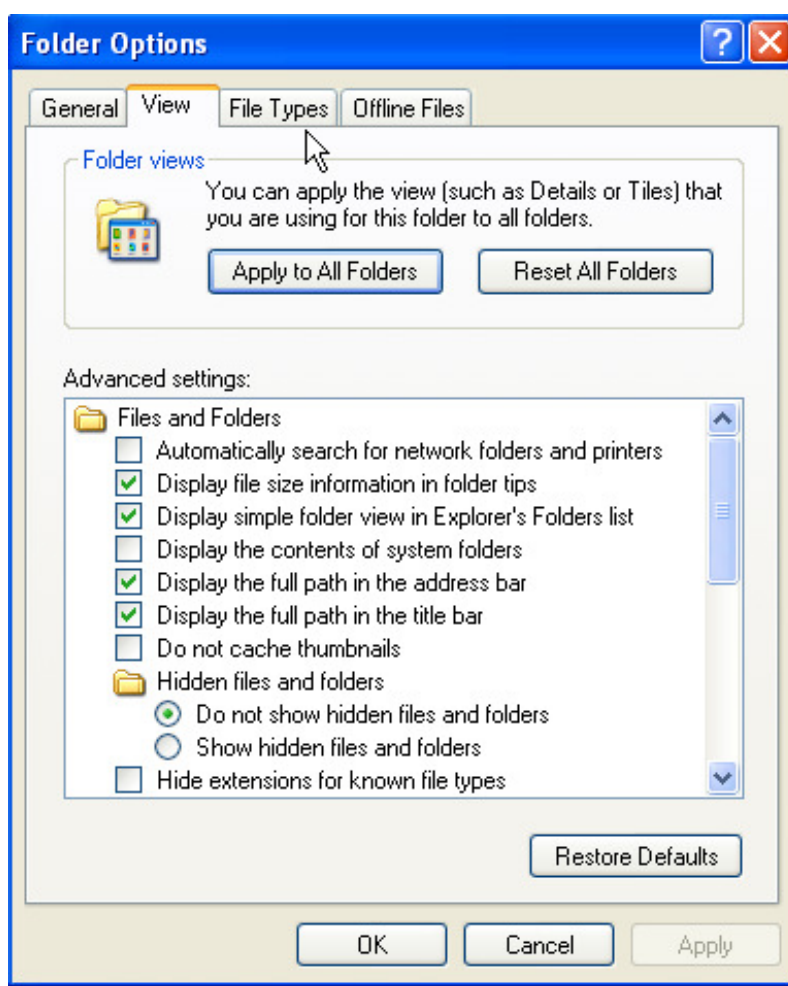 Folder Options
General View File Types Offline Files
Folder views
You can apply the view (such as Details or Tiles) that
you are using for this folder to all folders.
Apply to All Folders Reset All Folders
Advanced settings:
Files and Folders
Automatically search for network folders and printers
Display file size information in folder tips
Display simple folder view in Explorer's Folders list
Display the contents of system folders
Display the full path in the address bar
Display the full path in the title bar
Do not cache thumbnails
Hidden files and folders
Do not show hidden files and folders
Show hidden files and folders
Hide extensions for known file types
Restore Defaults
OK Cancel Apply